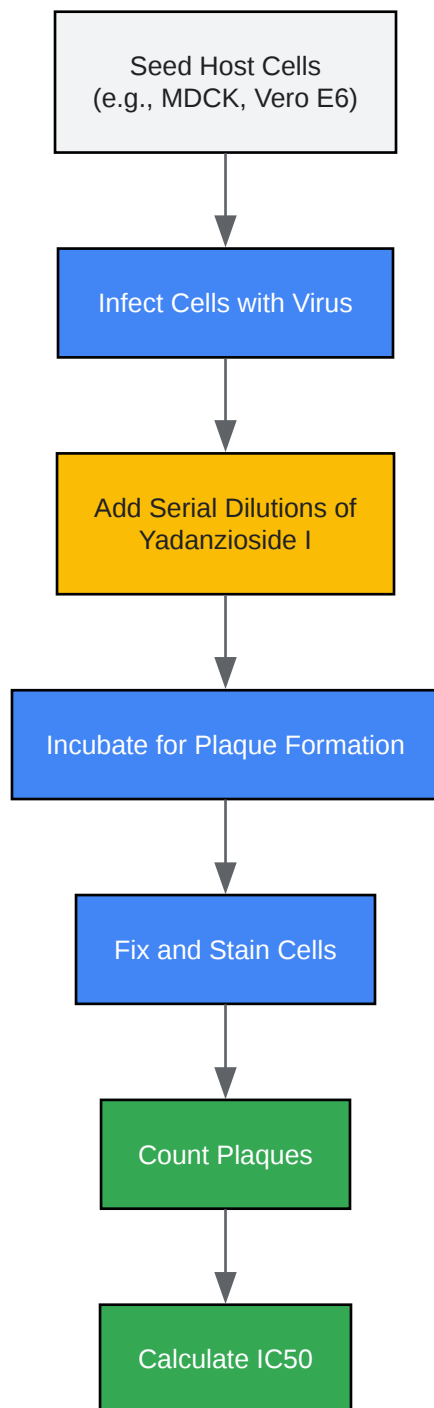 Seed Host Cells
(e.g., MDCK, Vero E6)
Infect Cells with Virus
Add Serial Dilutions of
Yadanzioside I
Incubate for Plaque Formation
Fix and Stain Cells
Count Plaques
Calculate IC50